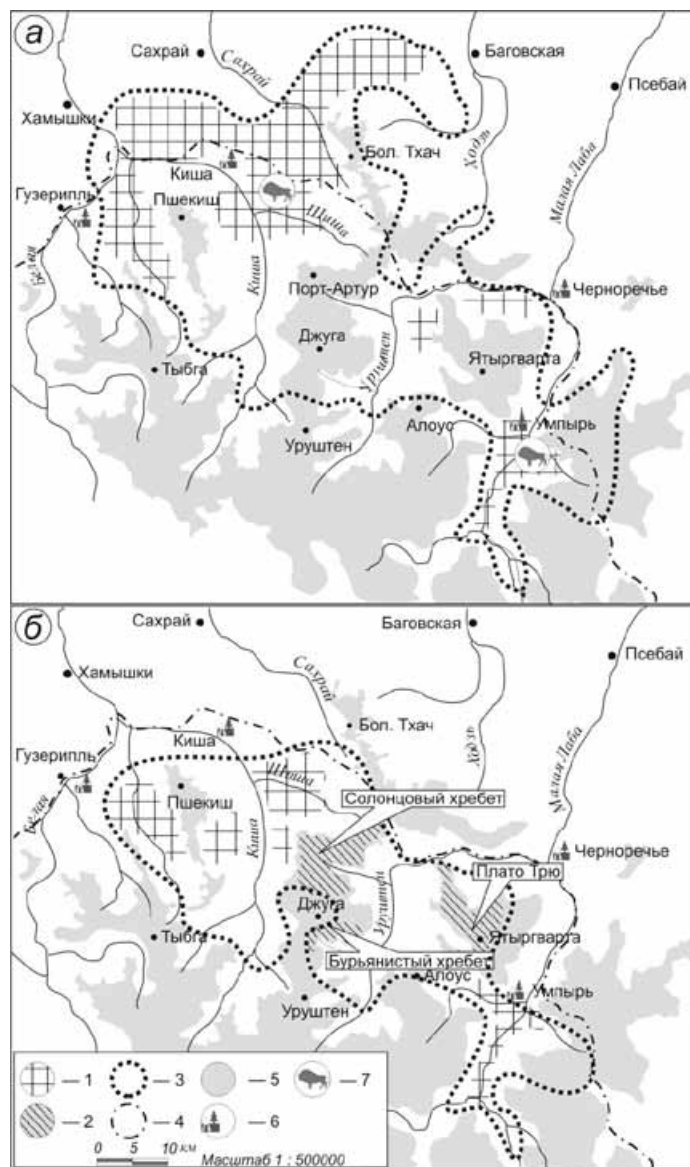 а
Сахрай
Сахрай
Баговская
Псебай
Хамышки
Бол. Тхач
Ходзь
Малая Лаба
Киша
Гузерипль
Пшекиш
Шиша
Белая
Киша
Порт-Артур
Черноречье
Джуга
Уруштен
Ятыргварта
Тыбга
Алоус
Умпырь
Уруштен
б
Сахрай
Баговская
Псебай
Хамышки
Сахрай
Бол. Тхач
Ходзь
Малая Лаба
Киша
Гузерипль
Шиша
Пшекиш
Солонцовый хребет
Белая
Киша
Черноречье
Плато Трю
Джуга
Уруштен
Тыбга
Ятыргварта
Бурьянистый хребет
Алоус
Уруштен
Умпырь
— 1 — 3 — 5 — 7
— 2 — 4 — 6
0 5 10 КМ Масштаб 1 : 500000